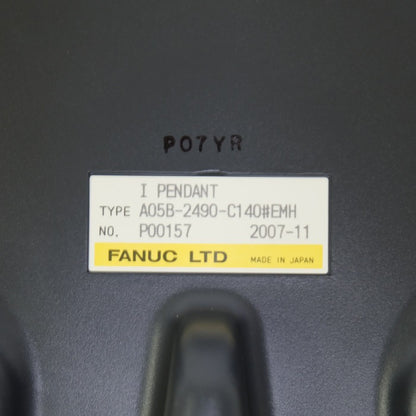 P07YR
I PENDANT
TYPE A05B-2490-C140#EMH
NO. P00157 2007-11
FANUC LTD MADE IN JAPAN